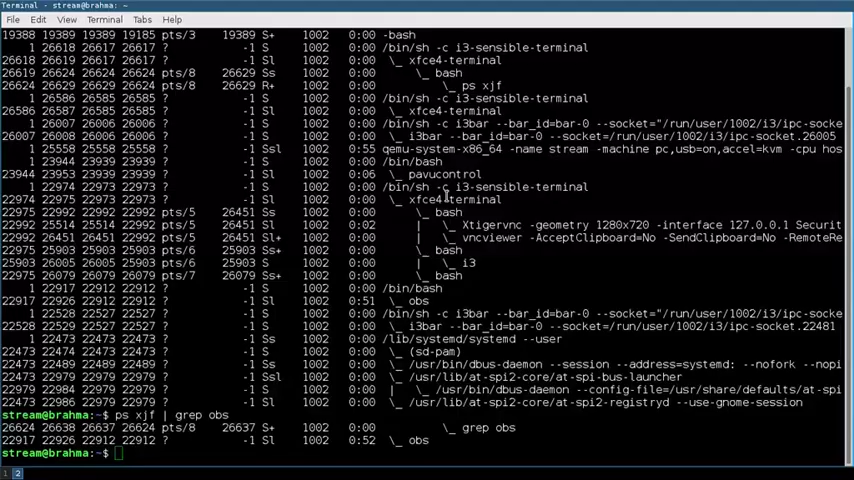 Terminal - stream@brahma: ~
File Edit View Terminal Tabs Help
19388 19389 19389 19185 pts/3 19389 S+ 1002 0:00 -bash
1 26618 26617 26617 ? -1 S 1002 0:00 /bin/sh -c i3-sensible-terminal
26618 26619 26617 26617 ? -1 Sl 1002 0:00 \_ xfce4-terminal
26619 26624 26624 26624 pts/8 26629 Ss 1002 0:00 \_ bash
26624 26629 26629 26624 pts/8 26629 R+ 1002 0:00 \_ ps xjf
1 26586 26585 26585 ? -1 S 1002 0:00 /bin/sh -c i3-sensible-terminal
26586 26587 26585 26585 ? -1 Sl 1002 0:00 \_ xfce4-terminal
1 26007 26006 26006 ? -1 S 1002 0:00 /bin/sh -c i3bar --bar_id=bar-0 --socket="/run/user/1002/i3/ipc-socke
26007 26008 26006 26006 ? -1 S 1002 0:00 \_ i3bar --bar_id=bar-0 --socket=/run/user/1002/i3/ipc-socket.26005
1 25558 25558 25558 ? -1 Ssl 1002 0:55 qemu-system-x86_64 -name stream -machine pc,usb=on,accel=kvm -cpu hos
1 23944 23939 23939 ? -1 S 1002 0:00 /bin/bash
23944 23953 23939 23939 ? -1 Sl 1002 0:06 \_ pavucontrol
1 22974 22973 22973 ? -1 S 1002 0:00 /bin/sh -c i3-sensible-terminal
22974 22975 22973 22973 ? -1 Sl 1002 0:00 \_ xfce4-terminal
22975 22992 22992 22992 pts/5 26451 Ss 1002 0:00 \_ bash
22992 25514 25514 22992 pts/5 26451 Sl 1002 0:02 | \_ Xtigervnc -geometry 1280x720 -interface 127.0.0.1 Securit
22992 26451 26451 22992 pts/5 26451 Sl+ 1002 0:00 | \_ vncviewer -AcceptClipboard=No -SendClipboard=No -RemoteRe
22975 25903 25903 25903 pts/6 25903 Ss+ 1002 0:00 \_ bash
25903 26005 26005 25903 pts/6 25903 S 1002 0:00 | \_ i3
22975 26079 26079 26079 pts/7 26079 Ss+ 1002 0:00 \_ bash
1 22917 22912 22912 ? -1 S 1002 0:00 /bin/bash
22917 22926 22912 22912 ? -1 Sl 1002 0:51 \_ obs
1 22528 22527 22527 ? -1 S 1002 0:00 /bin/sh -c i3bar --bar_id=bar-0 --socket="/run/user/1002/i3/ipc-socke
22528 22529 22527 22527 ? -1 S 1002 0:00 \_ i3bar --bar_id=bar-0 --socket=/run/user/1002/i3/ipc-socket.22481
1 22473 22473 22473 ? -1 Ss 1002 0:00 /lib/systemd/systemd --user
22473 22474 22473 22473 ? -1 S 1002 0:00 \_ (sd-pam)
22473 22489 22489 22489 ? -1 Ss 1002 0:00 \_ /usr/bin/dbus-daemon --session --address=systemd: --nofork --nopi
22473 22979 22979 22979 ? -1 Ssl 1002 0:00 \_ /usr/lib/at-spi2-core/at-spi-bus-launcher
22979 22984 22979 22979 ? -1 S 1002 0:00 | \_ /usr/bin/dbus-daemon --config-file=/usr/share/defaults/at-spi
22473 22986 22979 22979 ? -1 Sl 1002 0:00 \_ /usr/lib/at-spi2-core/at-spi2-registryd --use-gnome-session
stream@brahma:~$ ps xjf | grep obs
26624 26638 26637 26624 pts/8 26637 S+ 1002 0:00 \_ grep obs
22917 22926 22912 22912 ? -1 Sl 1002 0:52 \_ obs
stream@brahma:~$
1 2